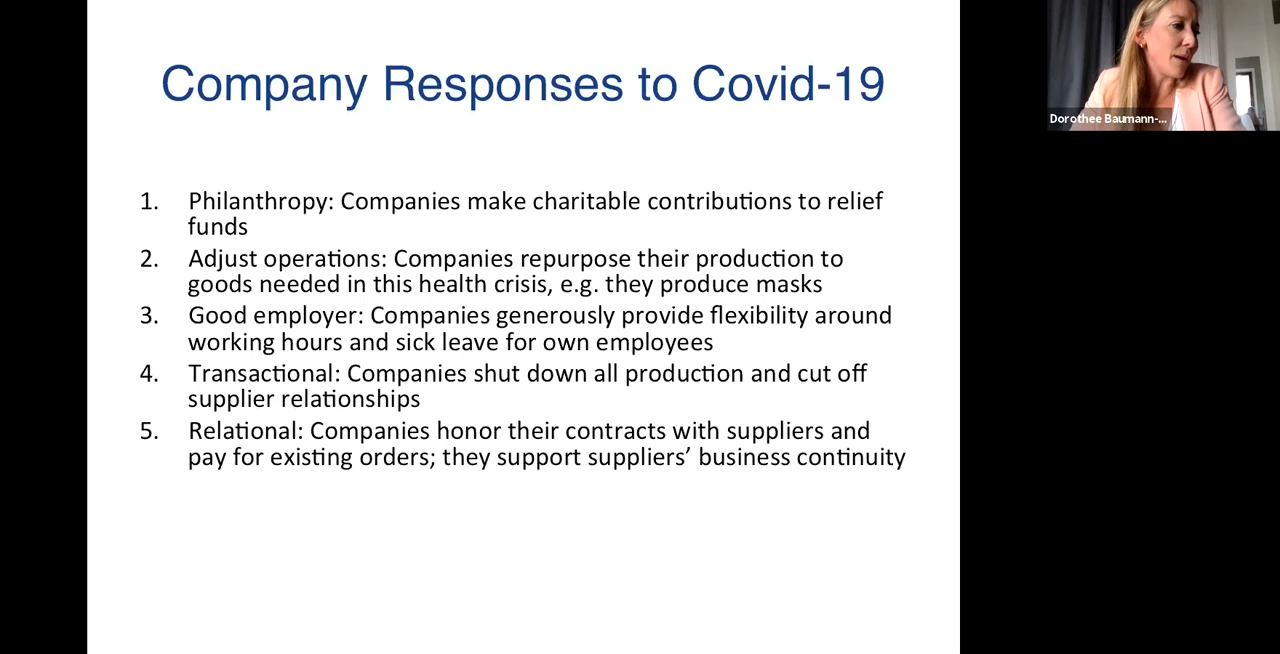 Company Responses to Covid-19
1. Philanthropy: Companies make charitable contributions to relief
funds
2. Adjust operations: Companies repurpose their production to
goods needed in this health crisis, e.g. they produce masks
3. Good employer: Companies generously provide flexibility around
working hours and sick leave for own employees
4. Transactional: Companies shut down all production and cut off
supplier relationships
5. Relational: Companies honor their contracts with suppliers and
pay for existing orders; they support suppliers’ business continuity
Dorothee Baumann-...